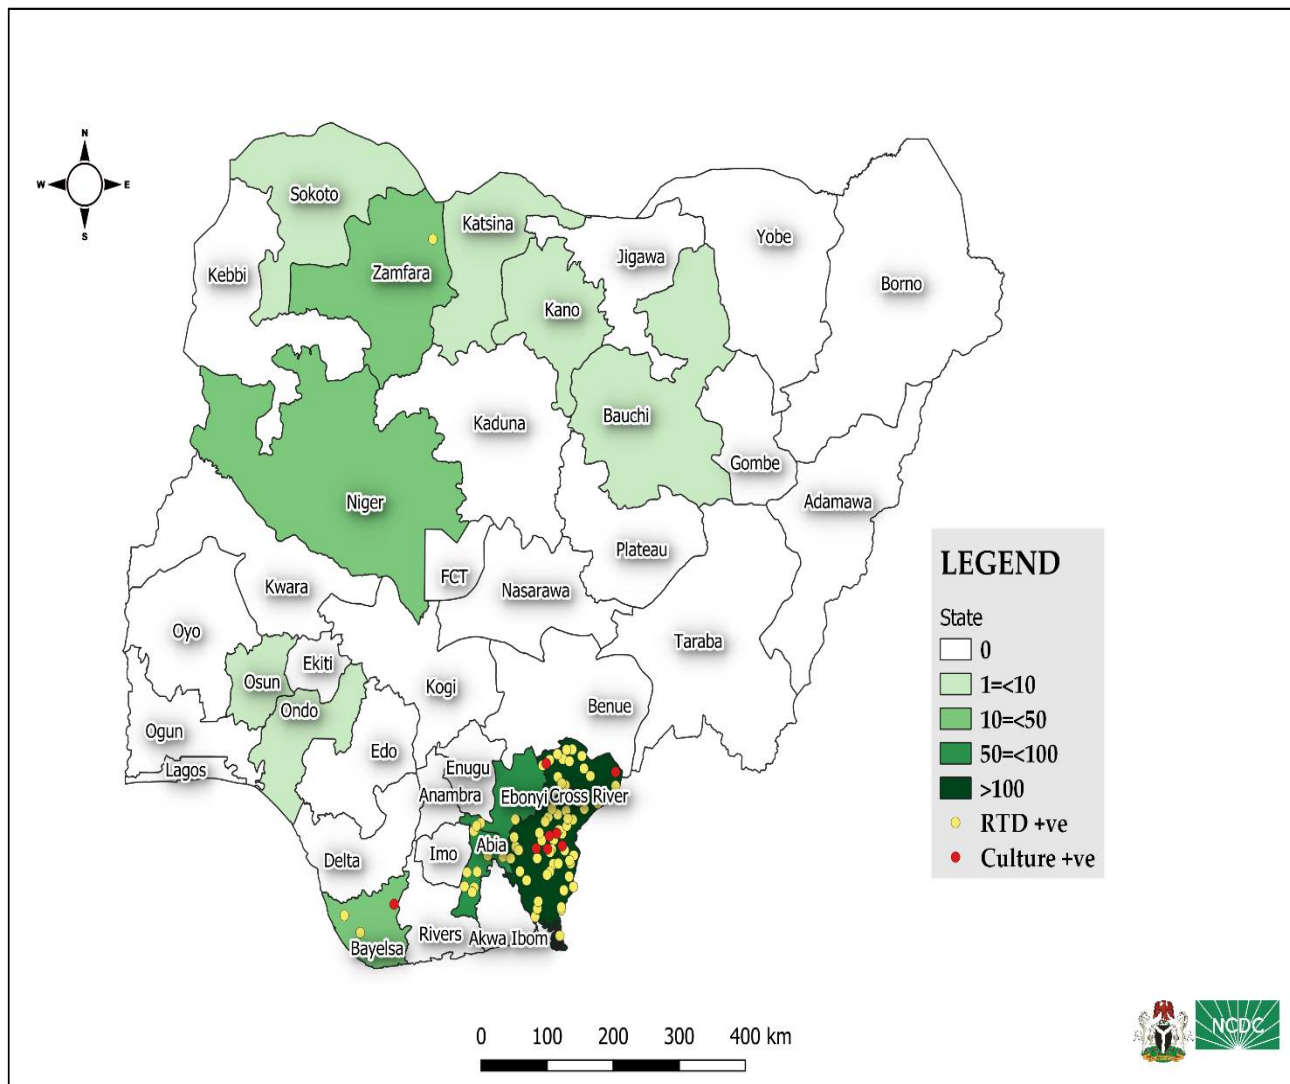 N
W E
S
Sokoto
Katsina
Kebbi
Zamfara
Jigawa
Yobe
Borno
Kano
Bauchi
Kaduna
Gombe
Adamawa
Niger
Plateau
FCT
Nasarawa
Kwara
Taraba
Oyo
Ekiti
Osun
Kogi
Ondo
Benue
Ogun
Edo
Lagos
Enugu
Anambra
Ebonyi
Cross River
Abia
Imo
Delta
Rivers
Akwa Ibom
Bayelsa
LEGEND
State
0
1=<10
10=<50
50=<100
>100
RTD +ve
Culture +ve
0 100 200 300 400 km
NCDC